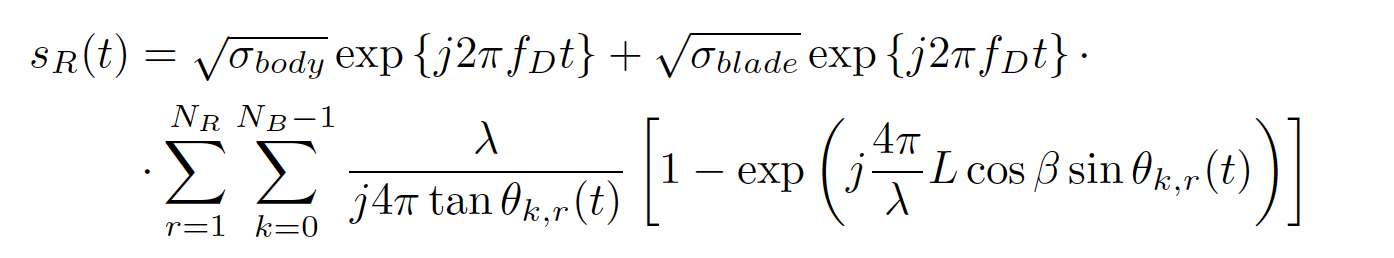 $s_R(t) = \sqrt{\sigma_{body}} \exp\{j2\pi f_D t\} + \sqrt{\sigma_{blade}} \exp\{j2\pi f_D t\} \cdot$
$\cdot \sum_{r=1}^{N_R} \sum_{k=0}^{N_B-1} \frac{\lambda}{j4\pi \tan \theta_{k,r}(t)} \left[ 1 - \exp\left( j\frac{4\pi}{\lambda} L \cos \beta \sin \theta_{k,r}(t) \right) \right]$